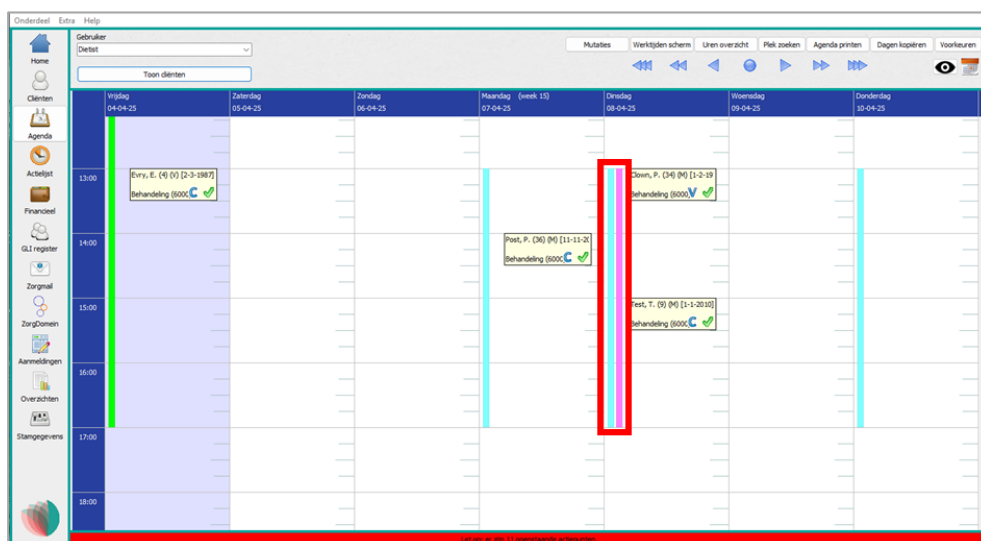 Onderdeel Extra Help
Gebruiker
Dietist
Toon diënten
Mutaties Werktijden scherm Uren overzicht Plek zoeken Agenda printen Dagen kopiëren Voorkeuren
Home
Cliënten
Agenda
Actielijst
Financieel
GLI register
Zorgmail
ZorgDomein
Aanmeldingen
Overzichten
Stamgegevens
Vrijdag Zaterdag Zondag Maandag (week 15) Dinsdag Woensdag Donderdag
04-04-25 05-04-25 06-04-25 07-04-25 08-04-25 09-04-25 10-04-25
13:00
14:00
15:00
16:00
17:00
18:00
Evry, E. (4) (V) [2-3-1987]
Behandeling (600C C
Post, P. (36) (M) [11-11-20
Behandeling (600C C
Clown, P. (34) (M) [1-2-19
Behandeling (6000, V
Test, T. (9) (M) [1-1-2010]
Behandeling (600C C